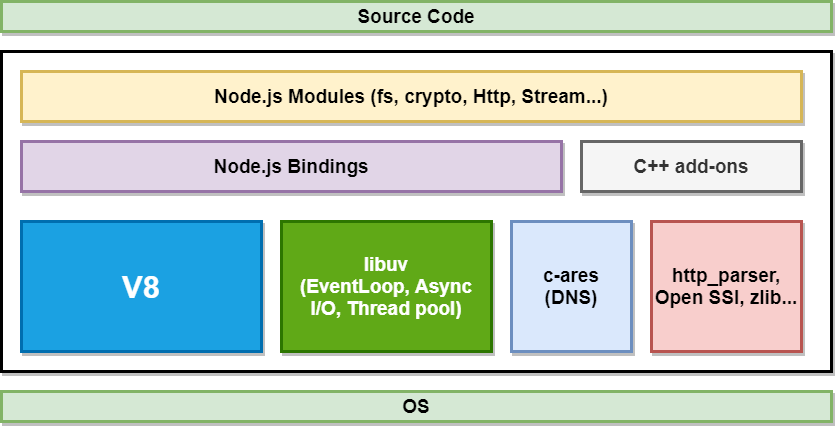 Source Code
Node.js Modules (fs, crypto, Http, Stream...)
Node.js Bindings
C++ add-ons
V8
libuv
(EventLoop, Async
I/O, Thread pool)
c-ares
(DNS)
http_parser,
Open SSl, zlib...
OS